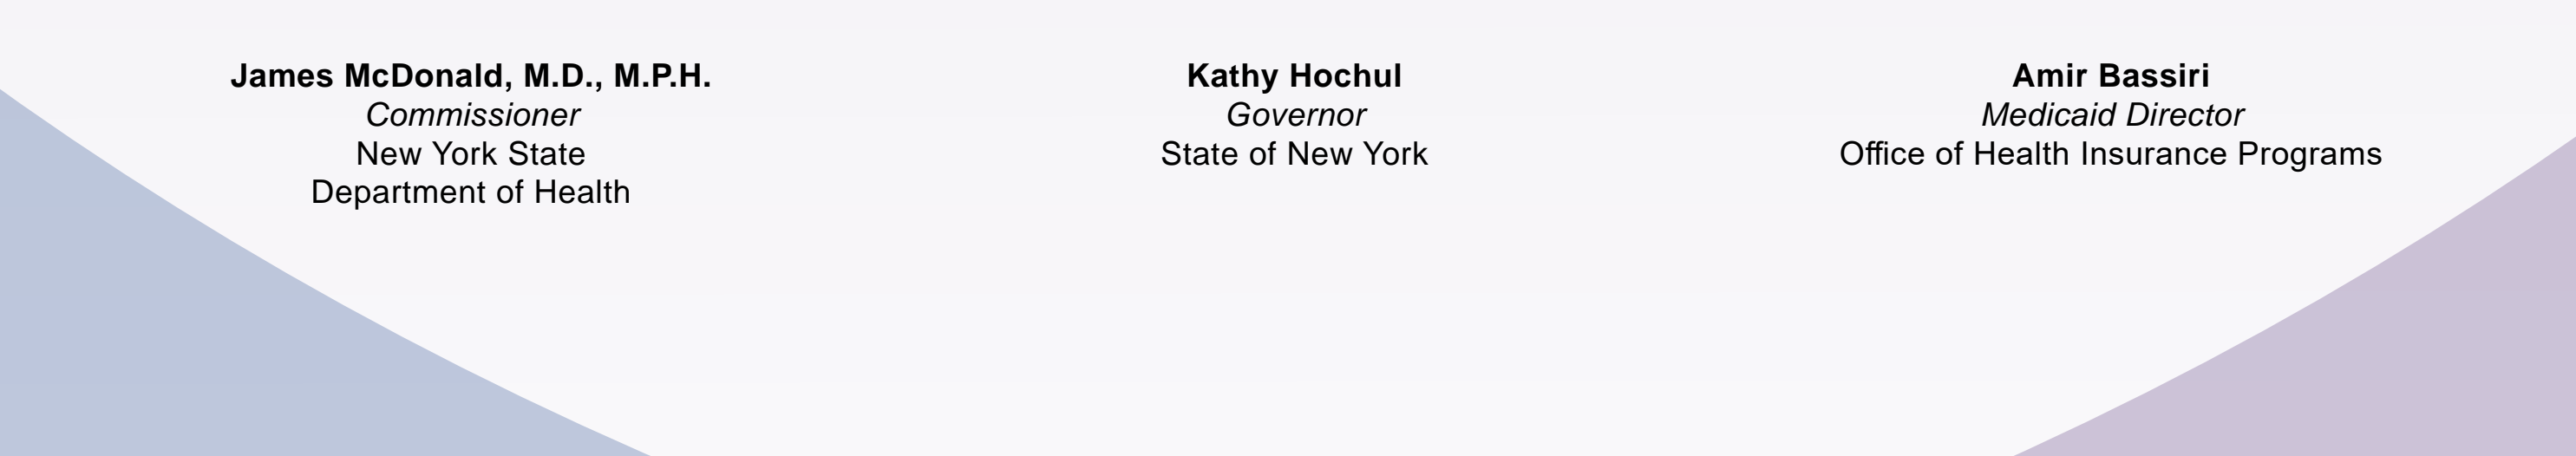 James McDonald, M.D., M.P.H.
Commissioner
New York State
Department of Health
Kathy Hochul
Governor
State of New York
Amir Bassiri
Medicaid Director
Office of Health Insurance Programs